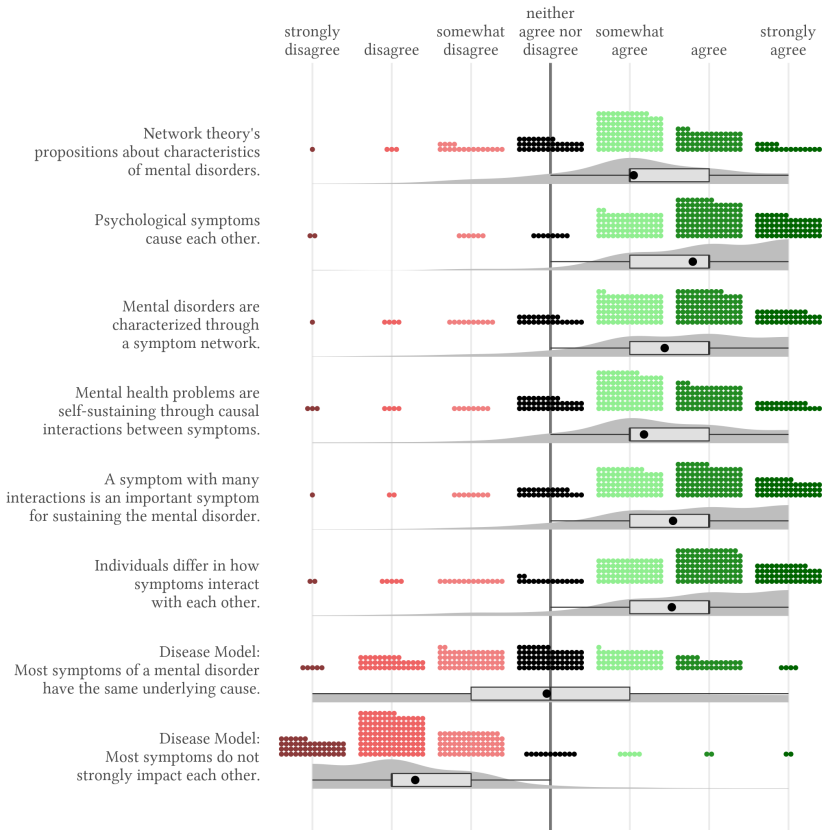 strongly
disagree
disagree
somewhat
disagree
neither
agree nor
disagree
somewhat
agree
agree
strongly
agree
Network theory's
propositions about characteristics
of mental disorders.
Psychological symptoms
cause each other.
Mental disorders are
characterized through
a symptom network.
Mental health problems are
self-sustaining through causal
interactions between symptoms.
A symptom with many
interactions is an important symptom
for sustaining the mental disorder.
Individuals differ in how
symptoms interact
with each other.
Disease Model:
Most symptoms of a mental disorder
have the same underlying cause.
Disease Model:
Most symptoms do not
strongly impact each other.